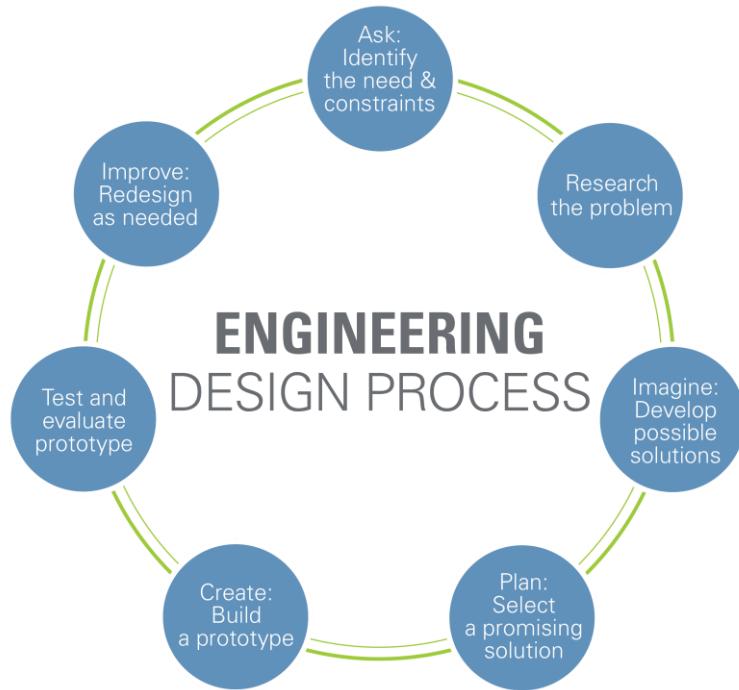 Ask:
Identify
the need &
constraints
Research
the problem
Imagine:
Develop
possible
solutions
Plan:
Select
a promising
solution
Create:
Build
a prototype
Test and
evaluate
prototype
Improve:
Redesign
as needed
ENGINEERING
DESIGN PROCESS